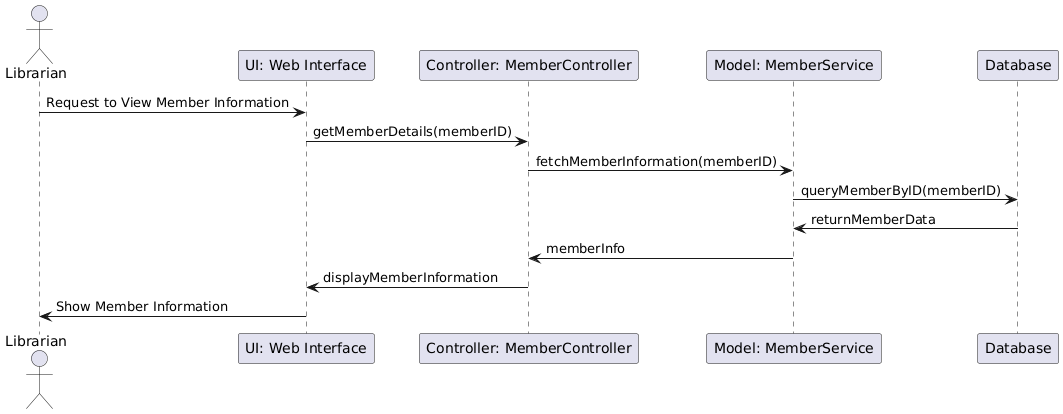 Librarian
UI: Web Interface
Controller: MemberController
Model: MemberService
Database
Request to View Member Information
getMemberDetails(memberID)
fetchMemberInformation(memberID)
queryMemberByID(memberID)
returnMemberData
memberInfo
displayMemberInformation
Show Member Information
Librarian
UI: Web Interface
Controller: MemberController
Model: MemberService
Database